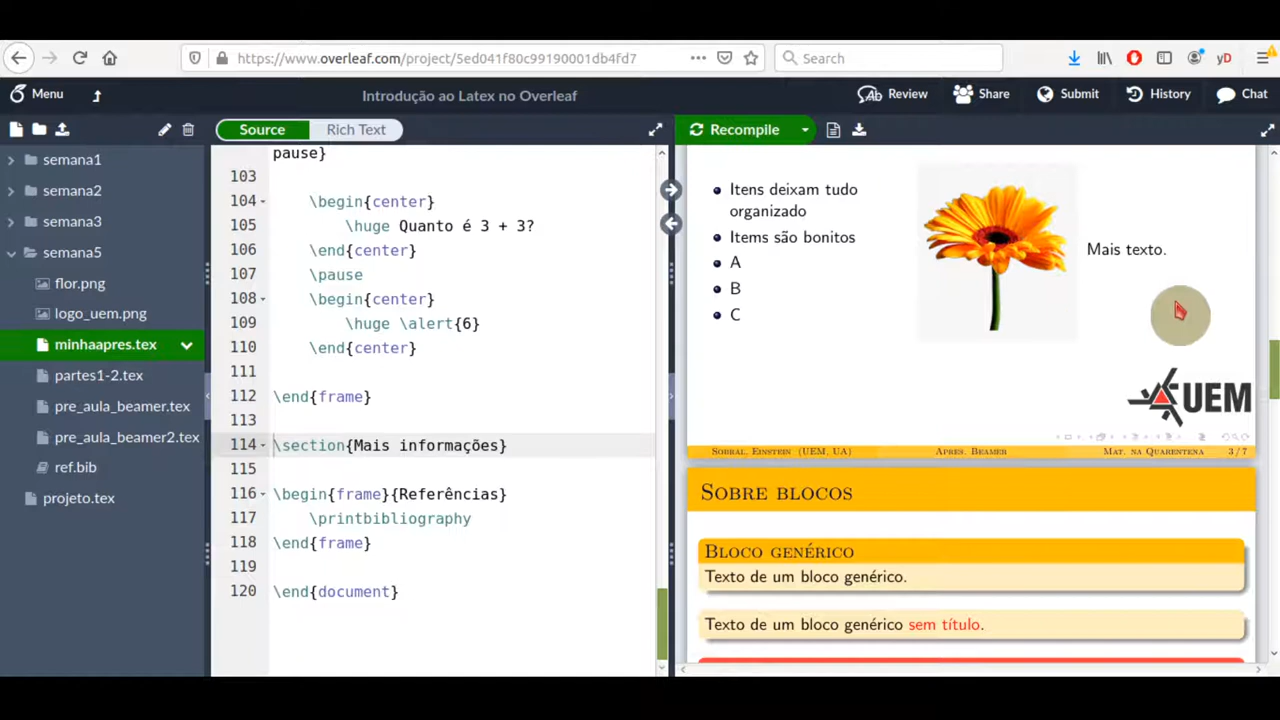 https://www.overleaf.com/project/5ed041f80c99190001db4fd7
Search
yD
Menu
Introdução ao Latex no Overleaf
Review
Share
Submit
History
Chat
Source
Rich Text
Recompile
semana1
semana2
semana3
semana5
flor.png
logo_uem.png
minhaapres.tex
partes1-2.tex
pre_aula_beamer.tex
pre_aula_beamer2.tex
ref.bib
projeto.tex
pause}
103
104 \begin{center}
105 \huge Quanto é 3 + 3?
106 \end{center}
107 \pause
108 \begin{center}
109 \huge \alert{6}
110 \end{center}
111
112 \end{frame}
113
114 \section{Mais informações}
115
116 \begin{frame}{Referências}
117 \printbibliography
118 \end{frame}
119
120 \end{document}
Itens deixam tudo
organizado
Items são bonitos
A
B
C
Mais texto.
UEM
Sobral, Einstein (UEM, UA) Apres. Beamer Mat. na Quarentena 3/7
Sobre blocos
Bloco genérico
Texto de um bloco genérico.
Texto de um bloco genérico sem título.